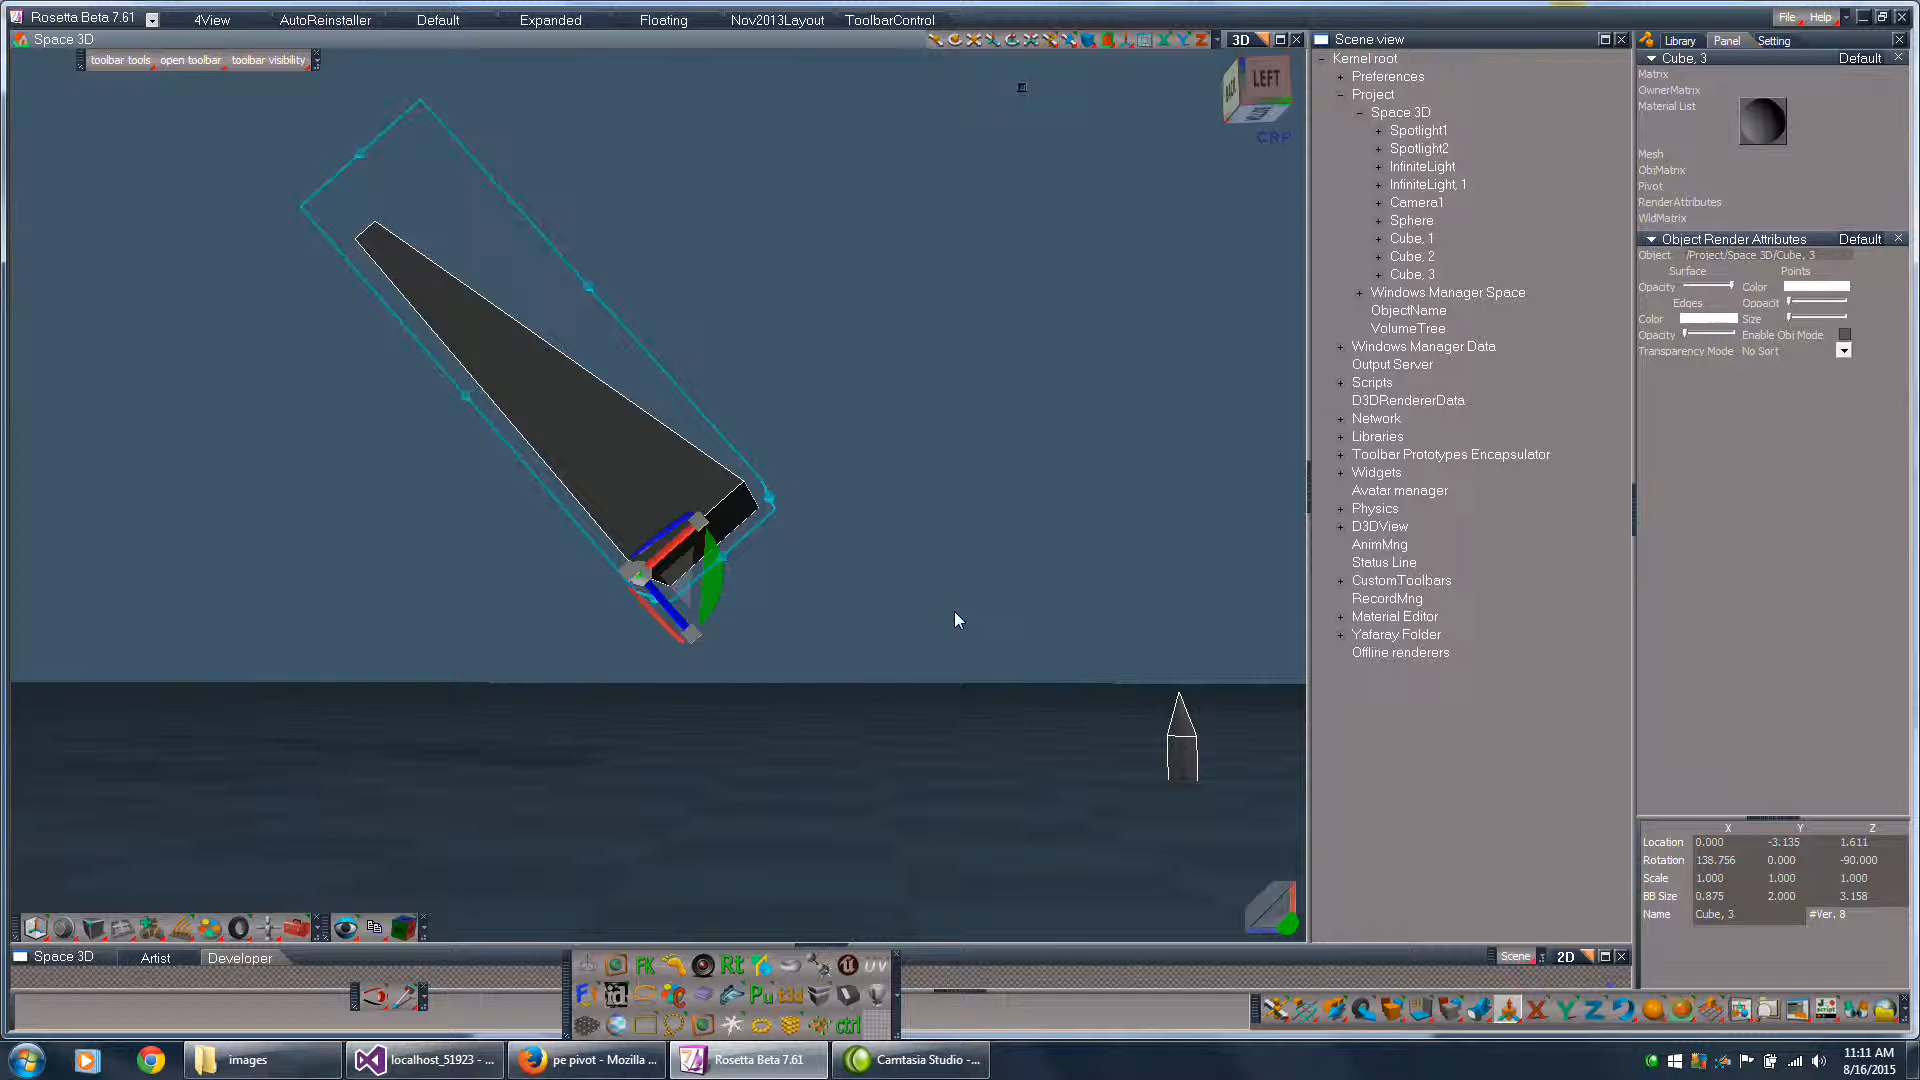 Rosetta Beta 7.61
4View
AutoReinstaller
Default
Expanded
Floating
Nov2013Layout
ToolbarControl
File
Help
Space 3D
3D
toolbar tools
open toolbar
toolbar visibility
LEFT
BACK
Scene view
Kernel root
Preferences
Project
Space 3D
Spotlight1
Spotlight2
InfiniteLight
InfiniteLight, 1
Camera1
Sphere
Cube, 1
Cube, 2
Cube, 3
Windows Manager Space
ObjectName
VolumeTree
Windows Manager Data
Output Server
Scripts
D3DRendererData
Network
Libraries
Toolbar Prototypes Encapsulator
Widgets
Avatar manager
Physics
D3DView
AnimMng
Status Line
CustomToolbars
RecordMng
Material Editor
Yafaray Folder
Offline renderers
Library
Panel
Setting
Cube, 3
Default
Matrix
OwnerMatrix
Material List
Mesh
ObjMatrix
Pivot
RenderAttributes
WldMatrix
Object Render Attributes
Default
Object
/Project/Space 3D/Cube, 3
Surface
Points
Opacity
Color
Edges
Oppacit
Color
Size
Opacity
Enable Obj Mode
Transparency Mode
No Sort
X
Y
Z
Location 0.000 -3.135 1.611
Rotation 138.756 0.000 -90.000
Scale 1.000 1.000 1.000
BB Size 0.875 2.000 3.158
Name Cube, 3 #Ver. 8
Space 3D
Artist
Developer
Scene
2D
FK
Rt
UV
id
Pu
t3d
ctrl
script
images
localhost_51923 - ...
pe pivot - Mozilla ...
Rosetta Beta 7.61
Camtasia Studio -...
11:11 AM
8/16/2015